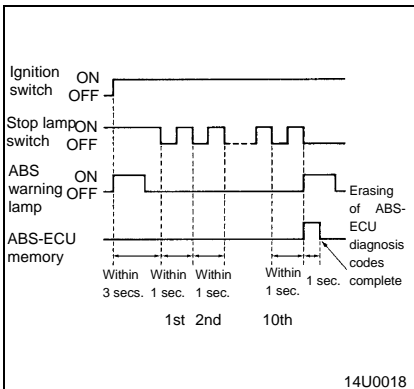 Ignition switch ON
OFF
Stop lamp switch ON
OFF
ABS warning lamp ON
OFF
ABS-ECU memory
Erasing of ABS-ECU diagnosis codes complete
Within 3 secs.
Within 1 sec.
Within 1 sec.
Within 1 sec.
1 sec.
1st 2nd 10th
14U0018